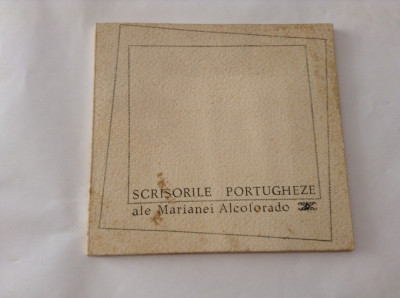 SCRISORILE PORTUGHEZE
ale Marianei Alcoforado